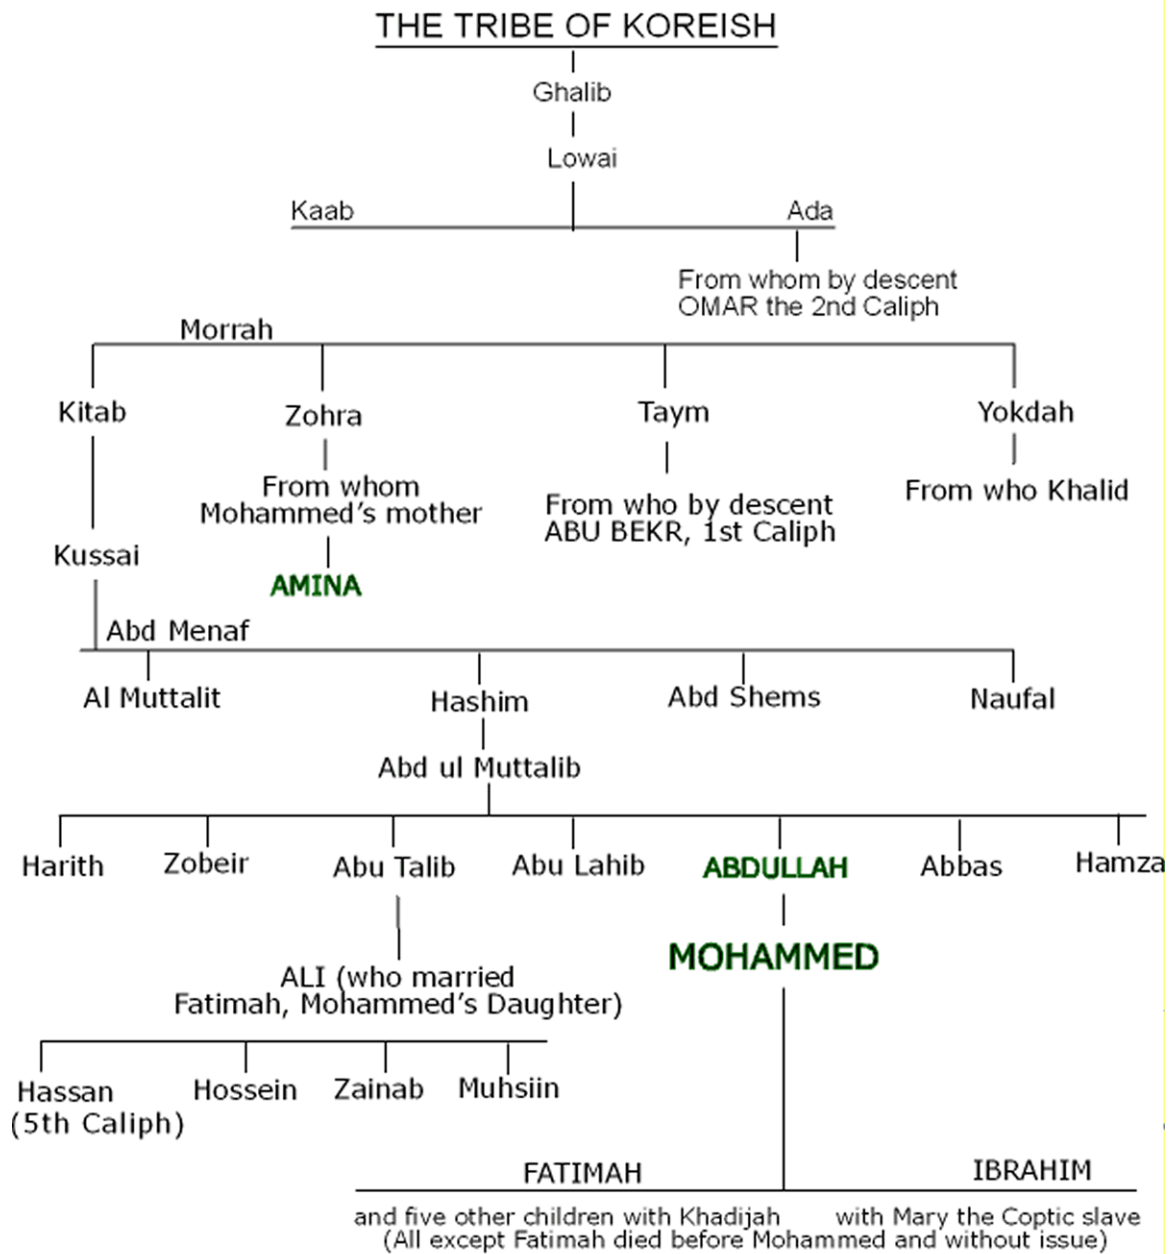 THE TRIBE OF KOREISH
Ghalib
Lowai
Kaab
Ada
From whom by descent
OMAR the 2nd Caliph
Morrah
Kitab
Zohra
Taym
Yokdah
From whom
Mohammed's mother
From who by descent
ABU BEKR, 1st Caliph
From who Khalid
Kussai
AMINA
Abd Menaf
Al Muttalit
Hashim
Abd Shems
Naufal
Abd ul Muttalib
Harith
Zobeir
Abu Talib
Abu Lahib
ABDULLAH
Abbas
Hamza
MOHAMMED
ALI (who married
Fatimah, Mohammed's Daughter)
Hassan
(5th Caliph)
Hossein
Zainab
Muhsiin
FATIMAH
IBRAHIM
and five other children with Khadijah
with Mary the Coptic slave
(All except Fatimah died before Mohammed and without issue)